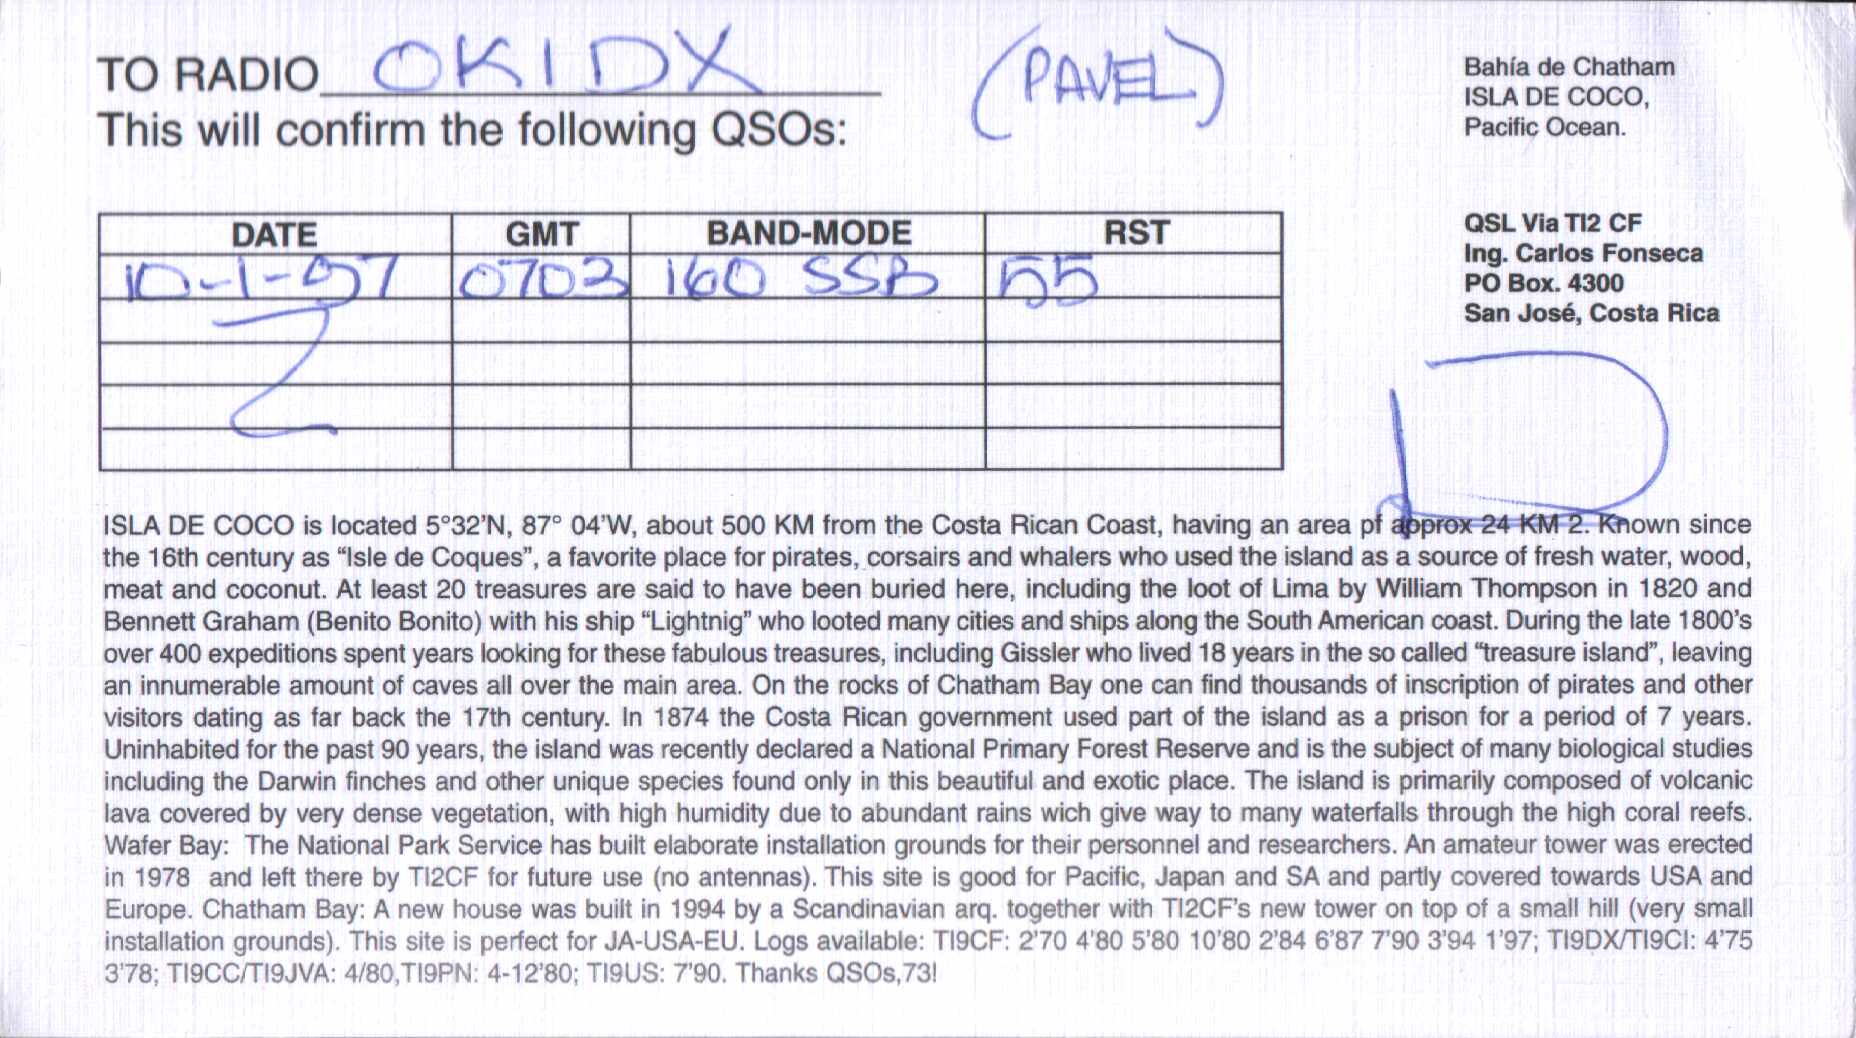 TO RADIO OK1DX (PAVEL)
This will confirm the following QSOs:
Bahía de Chatham
ISLA DE COCO,
Pacific Ocean.
QSL Via TI2 CF
Ing. Carlos Fonseca
PO Box. 4300
San José, Costa Rica
DATE GMT BAND-MODE RST
10-1-97 0703 160 SSB 55
ISLA DE COCO is located 5°32'N, 87° 04'W, about 500 KM from the Costa Rican Coast, having an area pf approx 24 KM 2. Known since
the 16th century as “Isle de Coques”, a favorite place for pirates, corsairs and whalers who used the island as a source of fresh water, wood,
meat and coconut. At least 20 treasures are said to have been buried here, including the loot of Lima by William Thompson in 1820 and
Bennett Graham (Benito Bonito) with his ship “Lightnig” who looted many cities and ships along the South American coast. During the late 1800's
over 400 expeditions spent years looking for these fabulous treasures, including Gissler who lived 18 years in the so called “treasure island”, leaving
an innumerable amount of caves all over the main area. On the rocks of Chatham Bay one can find thousands of inscription of pirates and other
visitors dating as far back the 17th century. In 1874 the Costa Rican government used part of the island as a prison for a period of 7 years.
Uninhabited for the past 90 years, the island was recently declared a National Primary Forest Reserve and is the subject of many biological studies
including the Darwin finches and other unique species found only in this beautiful and exotic place. The island is primarily composed of volcanic
lava covered by very dense vegetation, with high humidity due to abundant rains wich give way to many waterfalls through the high coral reefs.
Wafer Bay: The National Park Service has built elaborate installation grounds for their personnel and researchers. An amateur tower was erected
in 1978 and left there by TI2CF for future use (no antennas). This site is good for Pacific, Japan and SA and partly covered towards USA and
Europe. Chatham Bay: A new house was built in 1994 by a Scandinavian arq. together with TI2CF's new tower on top of a small hill (very small
installation grounds). This site is perfect for JA-USA-EU. Logs available: TI9CF: 2'70 4'80 5'80 10'80 2'84 6'87 7'90 3'94 1'97; TI9DX/TI9CI: 4'75
3'78; TI9CC/TI9JVA: 4/80,TI9PN: 4-12'80; TI9US: 7'90. Thanks QSOs,73!